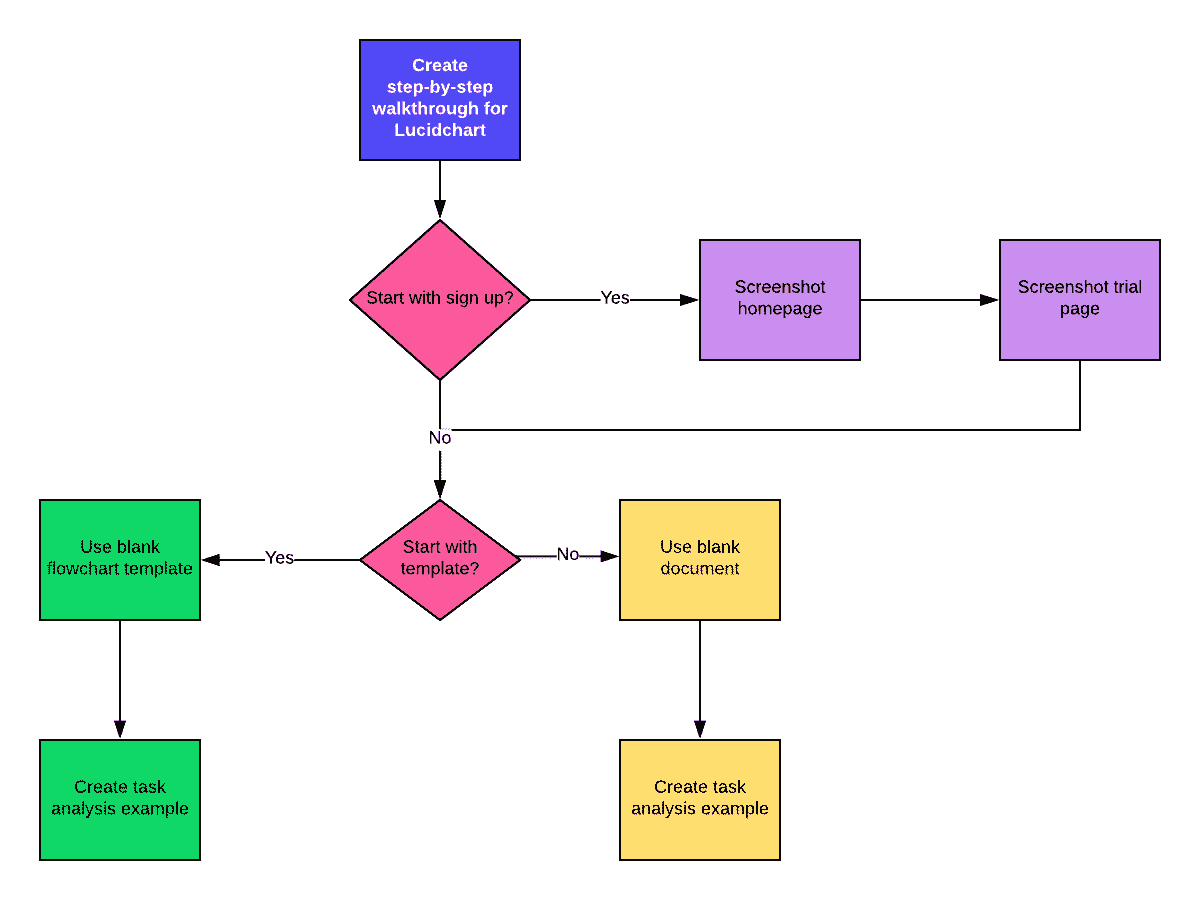 Create
step-by-step
walkthrough for
Lucidchart
Start with sign up?
Yes
Screenshot
homepage
Screenshot trial
page
No
Use blank
flowchart template
Yes
Start with
template?
No
Use blank
document
Create task
analysis example
Create task
analysis example